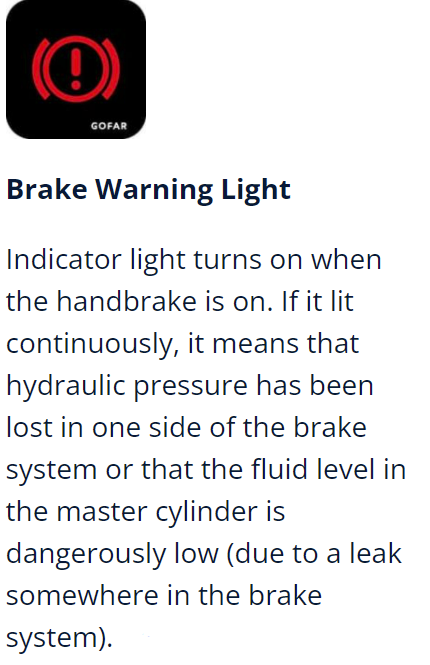 GOFAR
Brake Warning Light
Indicator light turns on when
the handbrake is on. If it lit
continuously, it means that
hydraulic pressure has been
lost in one side of the brake
system or that the fluid level in
the master cylinder is
dangerously low (due to a leak
somewhere in the brake
system).